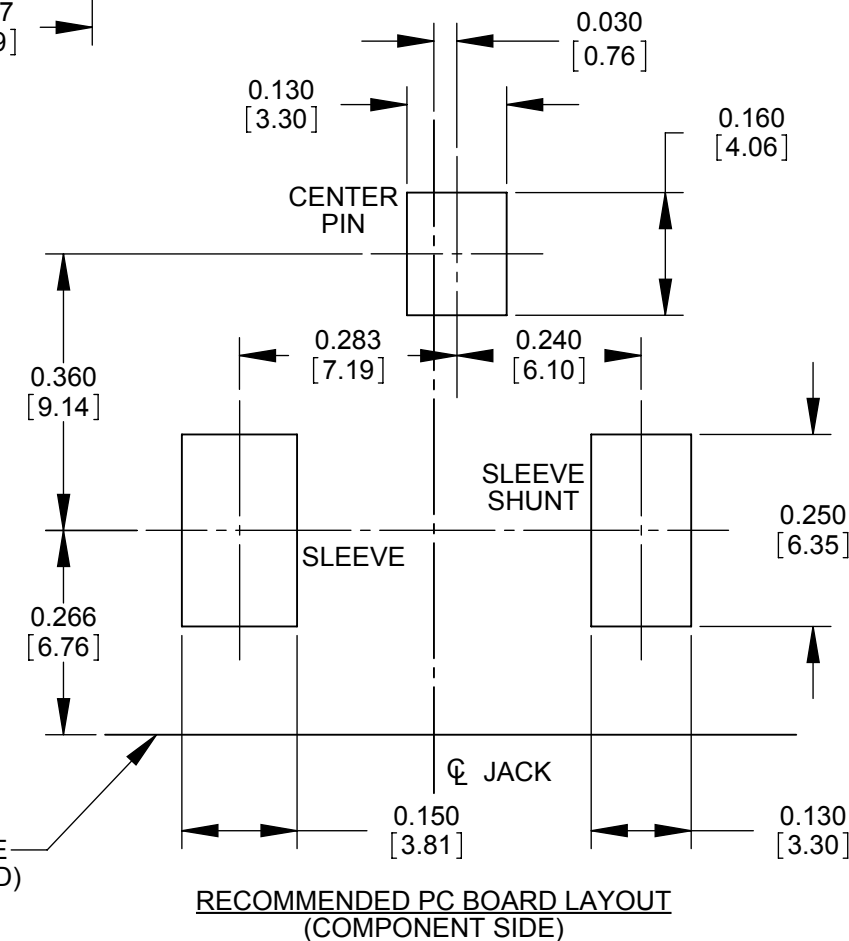 7
9]
0.030
[0.76]
0.130
[3.30]
0.160
[4.06]
CENTER
PIN
0.283
[7.19]
0.240
[6.10]
0.360
[9.14]
SLEEVE
SHUNT
0.250
[6.35]
SLEEVE
0.266
[6.76]
℄ JACK
0.150
[3.81]
0.130
[3.30]
E
D)
RECOMMENDED PC BOARD LAYOUT
(COMPONENT SIDE)